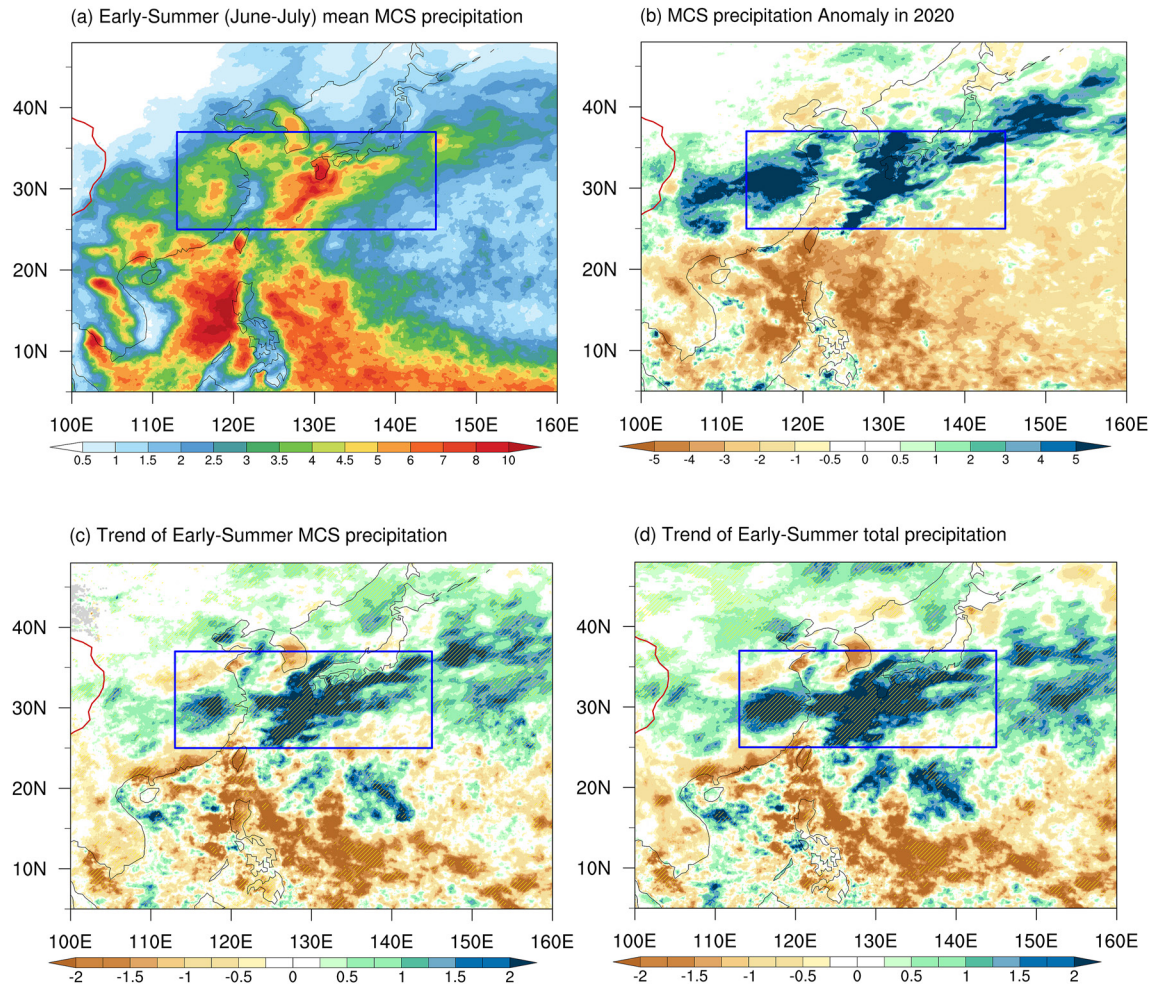 (a) Early-Summer (June-July) mean MCS precipitation
40N
30N
20N
10N
100E 110E 120E 130E 140E 150E 160E
0.5 1 1.5 2 2.5 3 3.5 4 4.5 5 6 7 8 10
(b) MCS precipitation Anomaly in 2020
40N
30N
20N
10N
100E 110E 120E 130E 140E 150E 160E
-5 -4 -3 -2 -1 -0.5 0 0.5 1 2 3 4 5
(c) Trend of Early-Summer MCS precipitation
40N
30N
20N
10N
100E 110E 120E 130E 140E 150E 160E
-2 -1.5 -1 -0.5 0 0.5 1 1.5 2
(d) Trend of Early-Summer total precipitation
40N
30N
20N
10N
100E 110E 120E 130E 140E 150E 160E
-2 -1.5 -1 -0.5 0 0.5 1 1.5 2